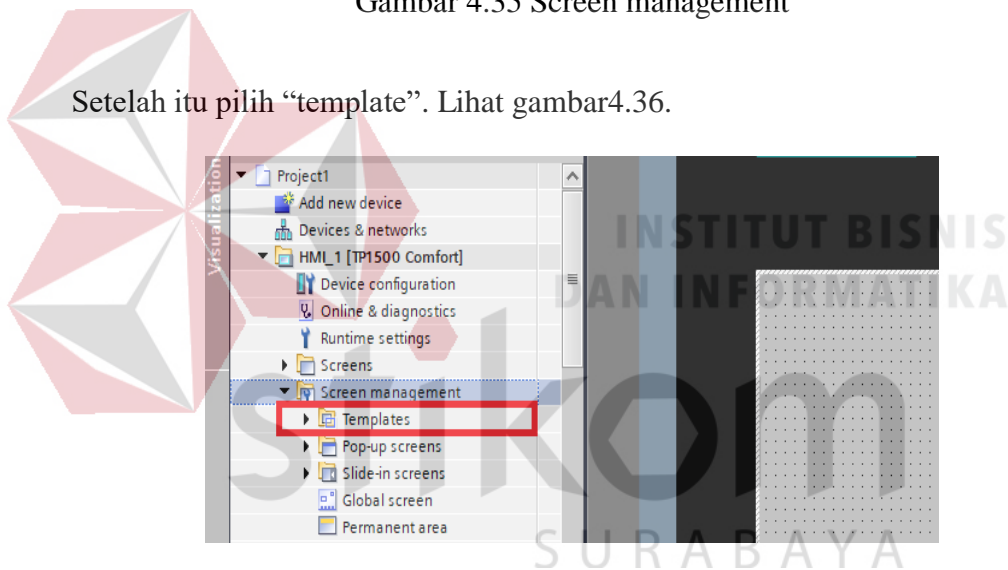 Gambar 4.35 Screen management
Setelah itu pilih “template”. Lihat gambar4.36.
Visualization
Project1
Add new device
Devices & networks
HMI_1 [TP1500 Comfort]
Device configuration
Online & diagnostics
Runtime settings
Screens
Screen management
Templates
Pop-up screens
Slide-in screens
Global screen
Permanent area
INSTITUT BISNIS
DAN INFORMATIKA
stikom
SURABAYA